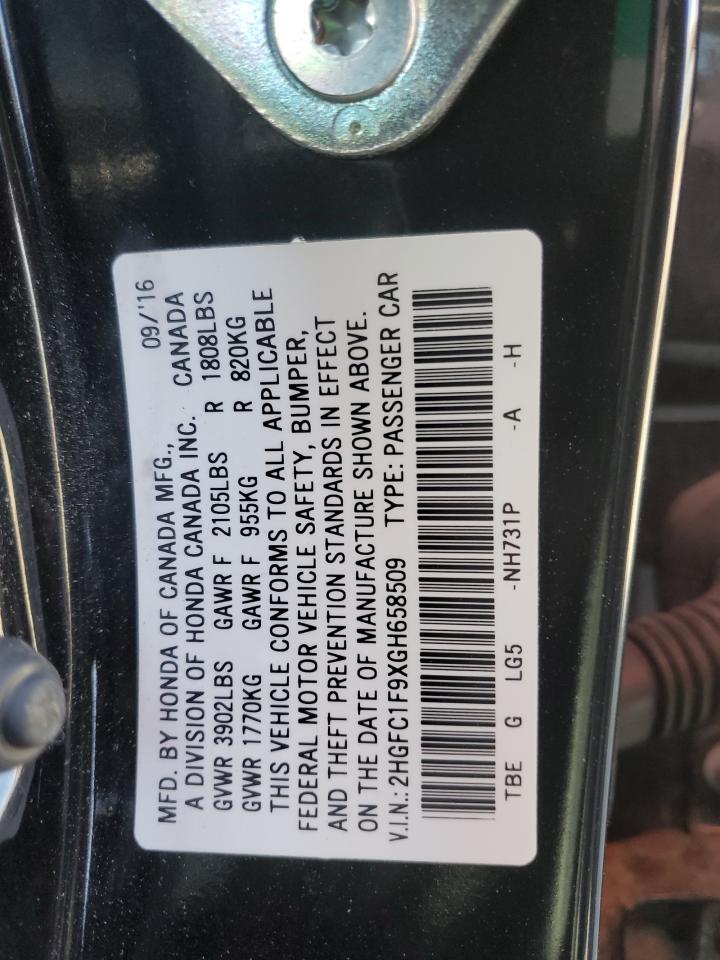 MFD. BY HONDA OF CANADA MFG., 09/'16
A DIVISION OF HONDA CANADA INC. CANADA
GVWR 3902LBS GAWR F 2105LBS R 1808LBS
GVWR 1770KG GAWR F 955KG R 820KG
THIS VEHICLE CONFORMS TO ALL APPLICABLE
FEDERAL MOTOR VEHICLE SAFETY, BUMPER,
AND THEFT PREVENTION STANDARDS IN EFFECT
ON THE DATE OF MANUFACTURE SHOWN ABOVE.
V.I.N.: 2HGFC1F9XGH658509 TYPE: PASSENGER CAR
TBE G LG5 -NH731P -A -H